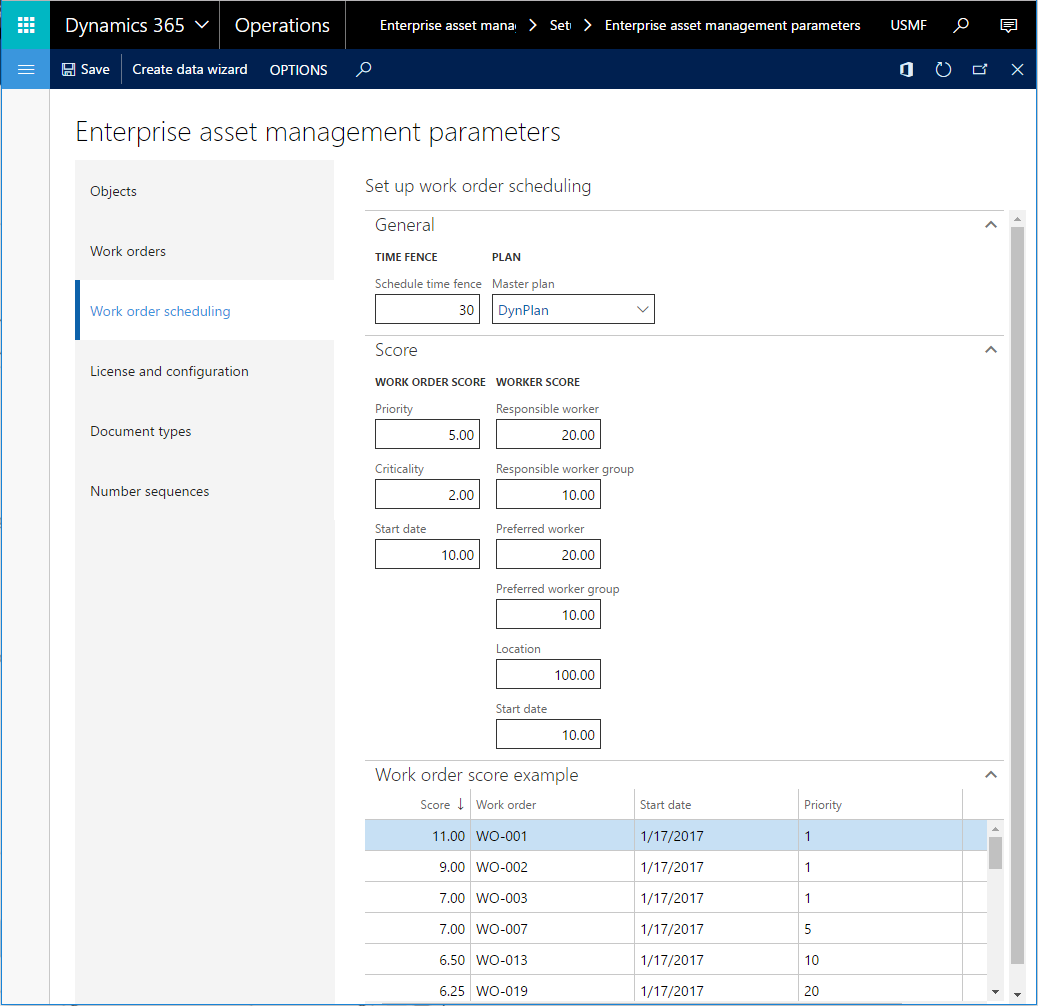 Dynamics 365 Operations Enterprise asset mana Set Enterprise asset management parameters USMF
Save Create data wizard OPTIONS
Enterprise asset management parameters
Objects
Work orders
Work order scheduling
License and configuration
Document types
Number sequences
Set up work order scheduling
General
TIME FENCE PLAN
Schedule time fence Master plan
30 DynPlan
Score
WORK ORDER SCORE WORKER SCORE
Priority Responsible worker
5.00 20.00
Criticality Responsible worker group
2.00 10.00
Start date Preferred worker
10.00 20.00
Preferred worker group
10.00
Location
100.00
Start date
10.00
Work order score example
Score ↓ Work order Start date Priority
11.00 WO-001 1/17/2017 1
9.00 WO-002 1/17/2017 1
7.00 WO-003 1/17/2017 1
7.00 WO-007 1/17/2017 5
6.50 WO-013 1/17/2017 10
6.25 WO-019 1/17/2017 20